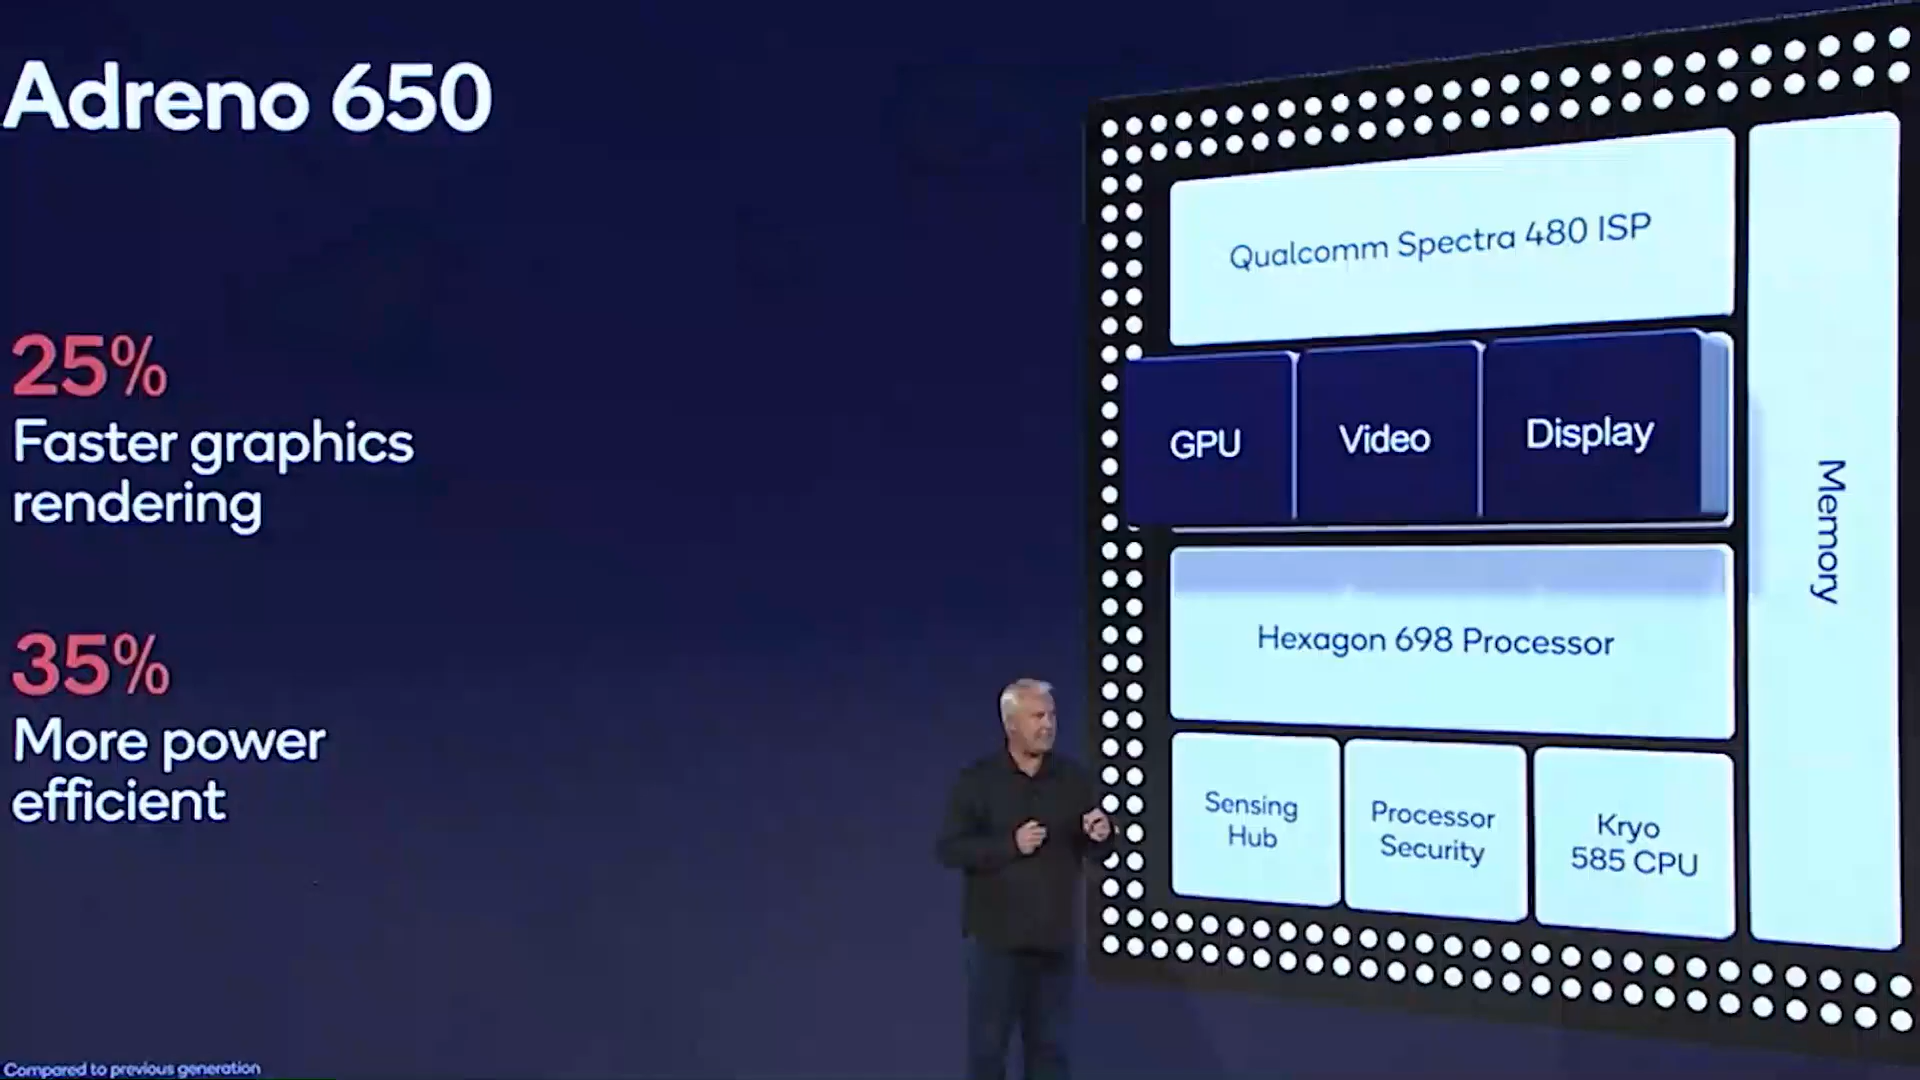 Adreno 650
25%
Faster graphics
rendering
35%
More power
efficient
Compared to previous generation
Qualcomm Spectra 480 ISP
GPU
Video
Display
Memory
Hexagon 698 Processor
Sensing
Hub
Processor
Security
Kryo
585 CPU